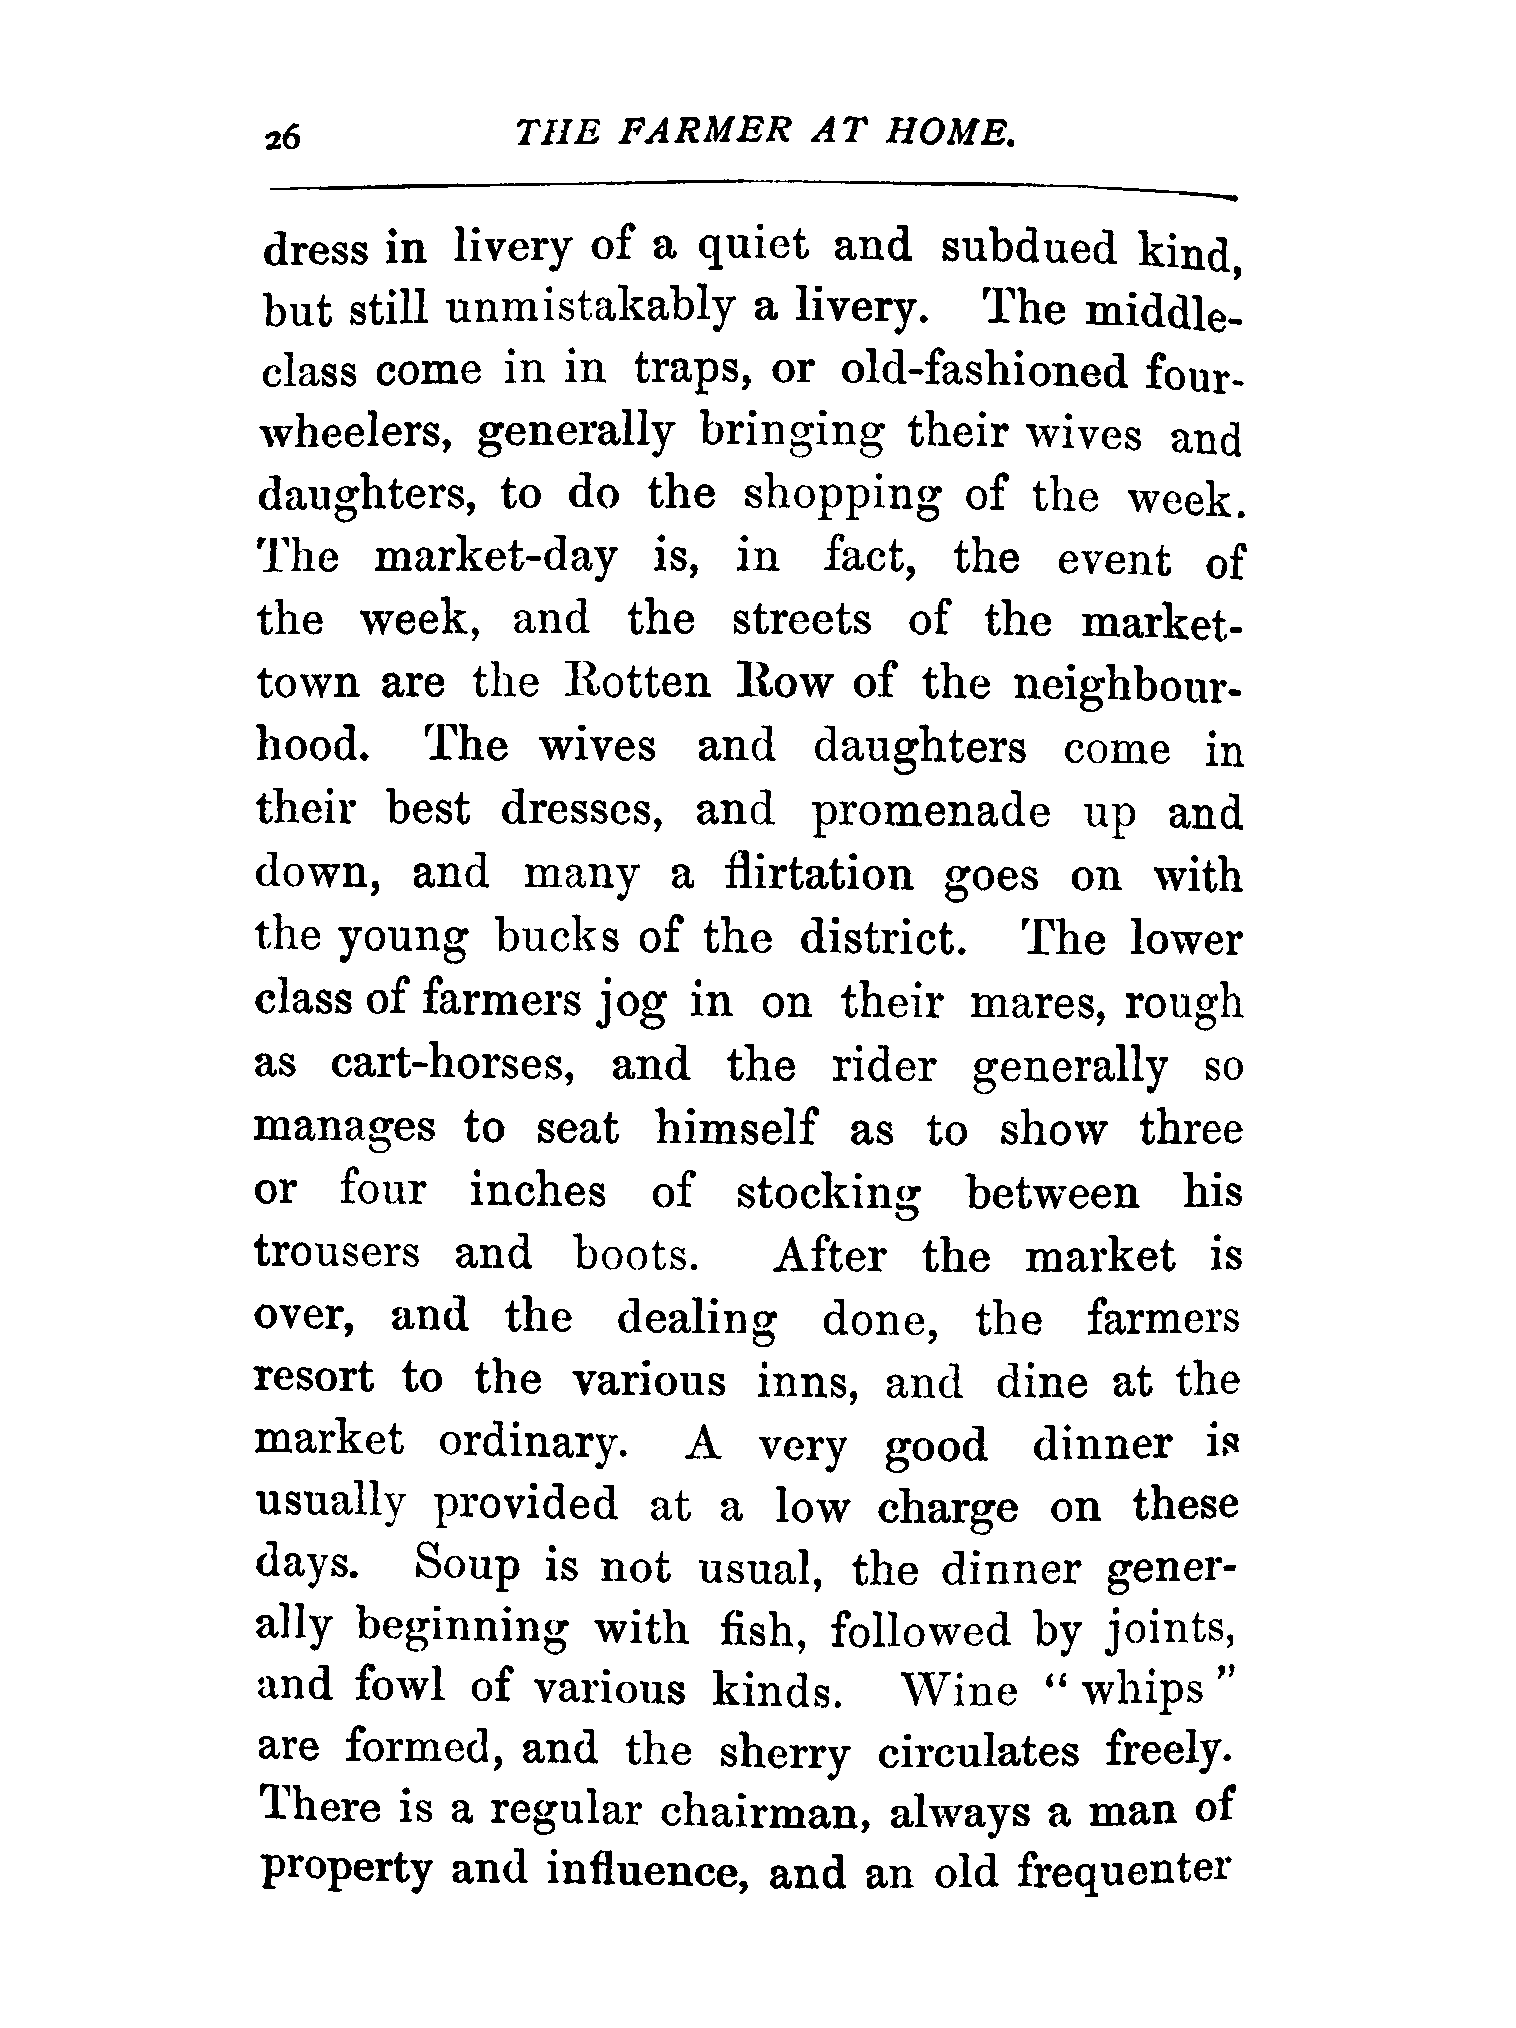 26 THE FARMER AT HOME.
dress in livery of a quiet and subdued kind,
but still unmistakably a livery. The middle-
class come in in traps, or old-fashioned four-
wheelers, generally bringing their wives and
daughters, to do the shopping of the week.
The market-day is, in fact, the event of
the week, and the streets of the market-
town are the Rotten Row of the neighbour-
hood. The wives and daughters come in
their best dresses, and promenade up and
down, and many a flirtation goes on with
the young bucks of the district. The lower
class of farmers jog in on their mares, rough
as cart-horses, and the rider generally so
manages to seat himself as to show three
or four inches of stocking between his
trousers and boots. After the market is
over, and the dealing done, the farmers
resort to the various inns, and dine at the
market ordinary. A very good dinner is
usually provided at a low charge on these
days. Soup is not usual, the dinner gener-
ally beginning with fish, followed by joints,
and fowl of various kinds. Wine “ whips ”
are formed, and the sherry circulates freely.
There is a regular chairman, always a man of
property and influence, and an old frequenter